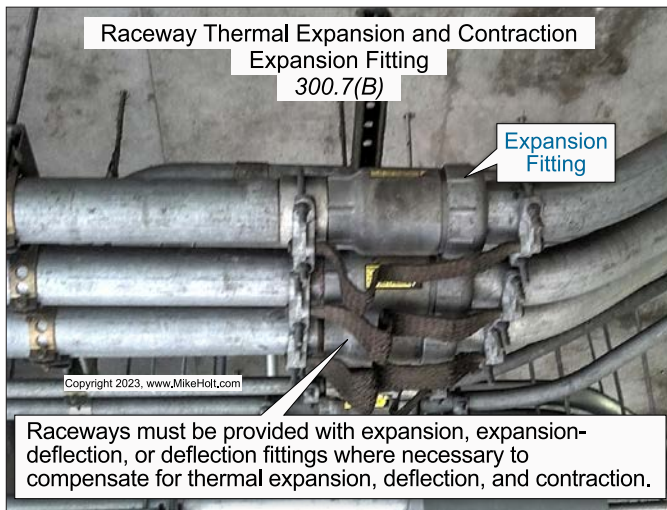 Raceway Thermal Expansion and Contraction
Expansion Fitting
300.7(B)
Expansion
Fitting
Copyright 2023, www.MikeHolt.com
Raceways must be provided with expansion, expansion-
deflection, or deflection fittings where necessary to
compensate for thermal expansion, deflection, and contraction.